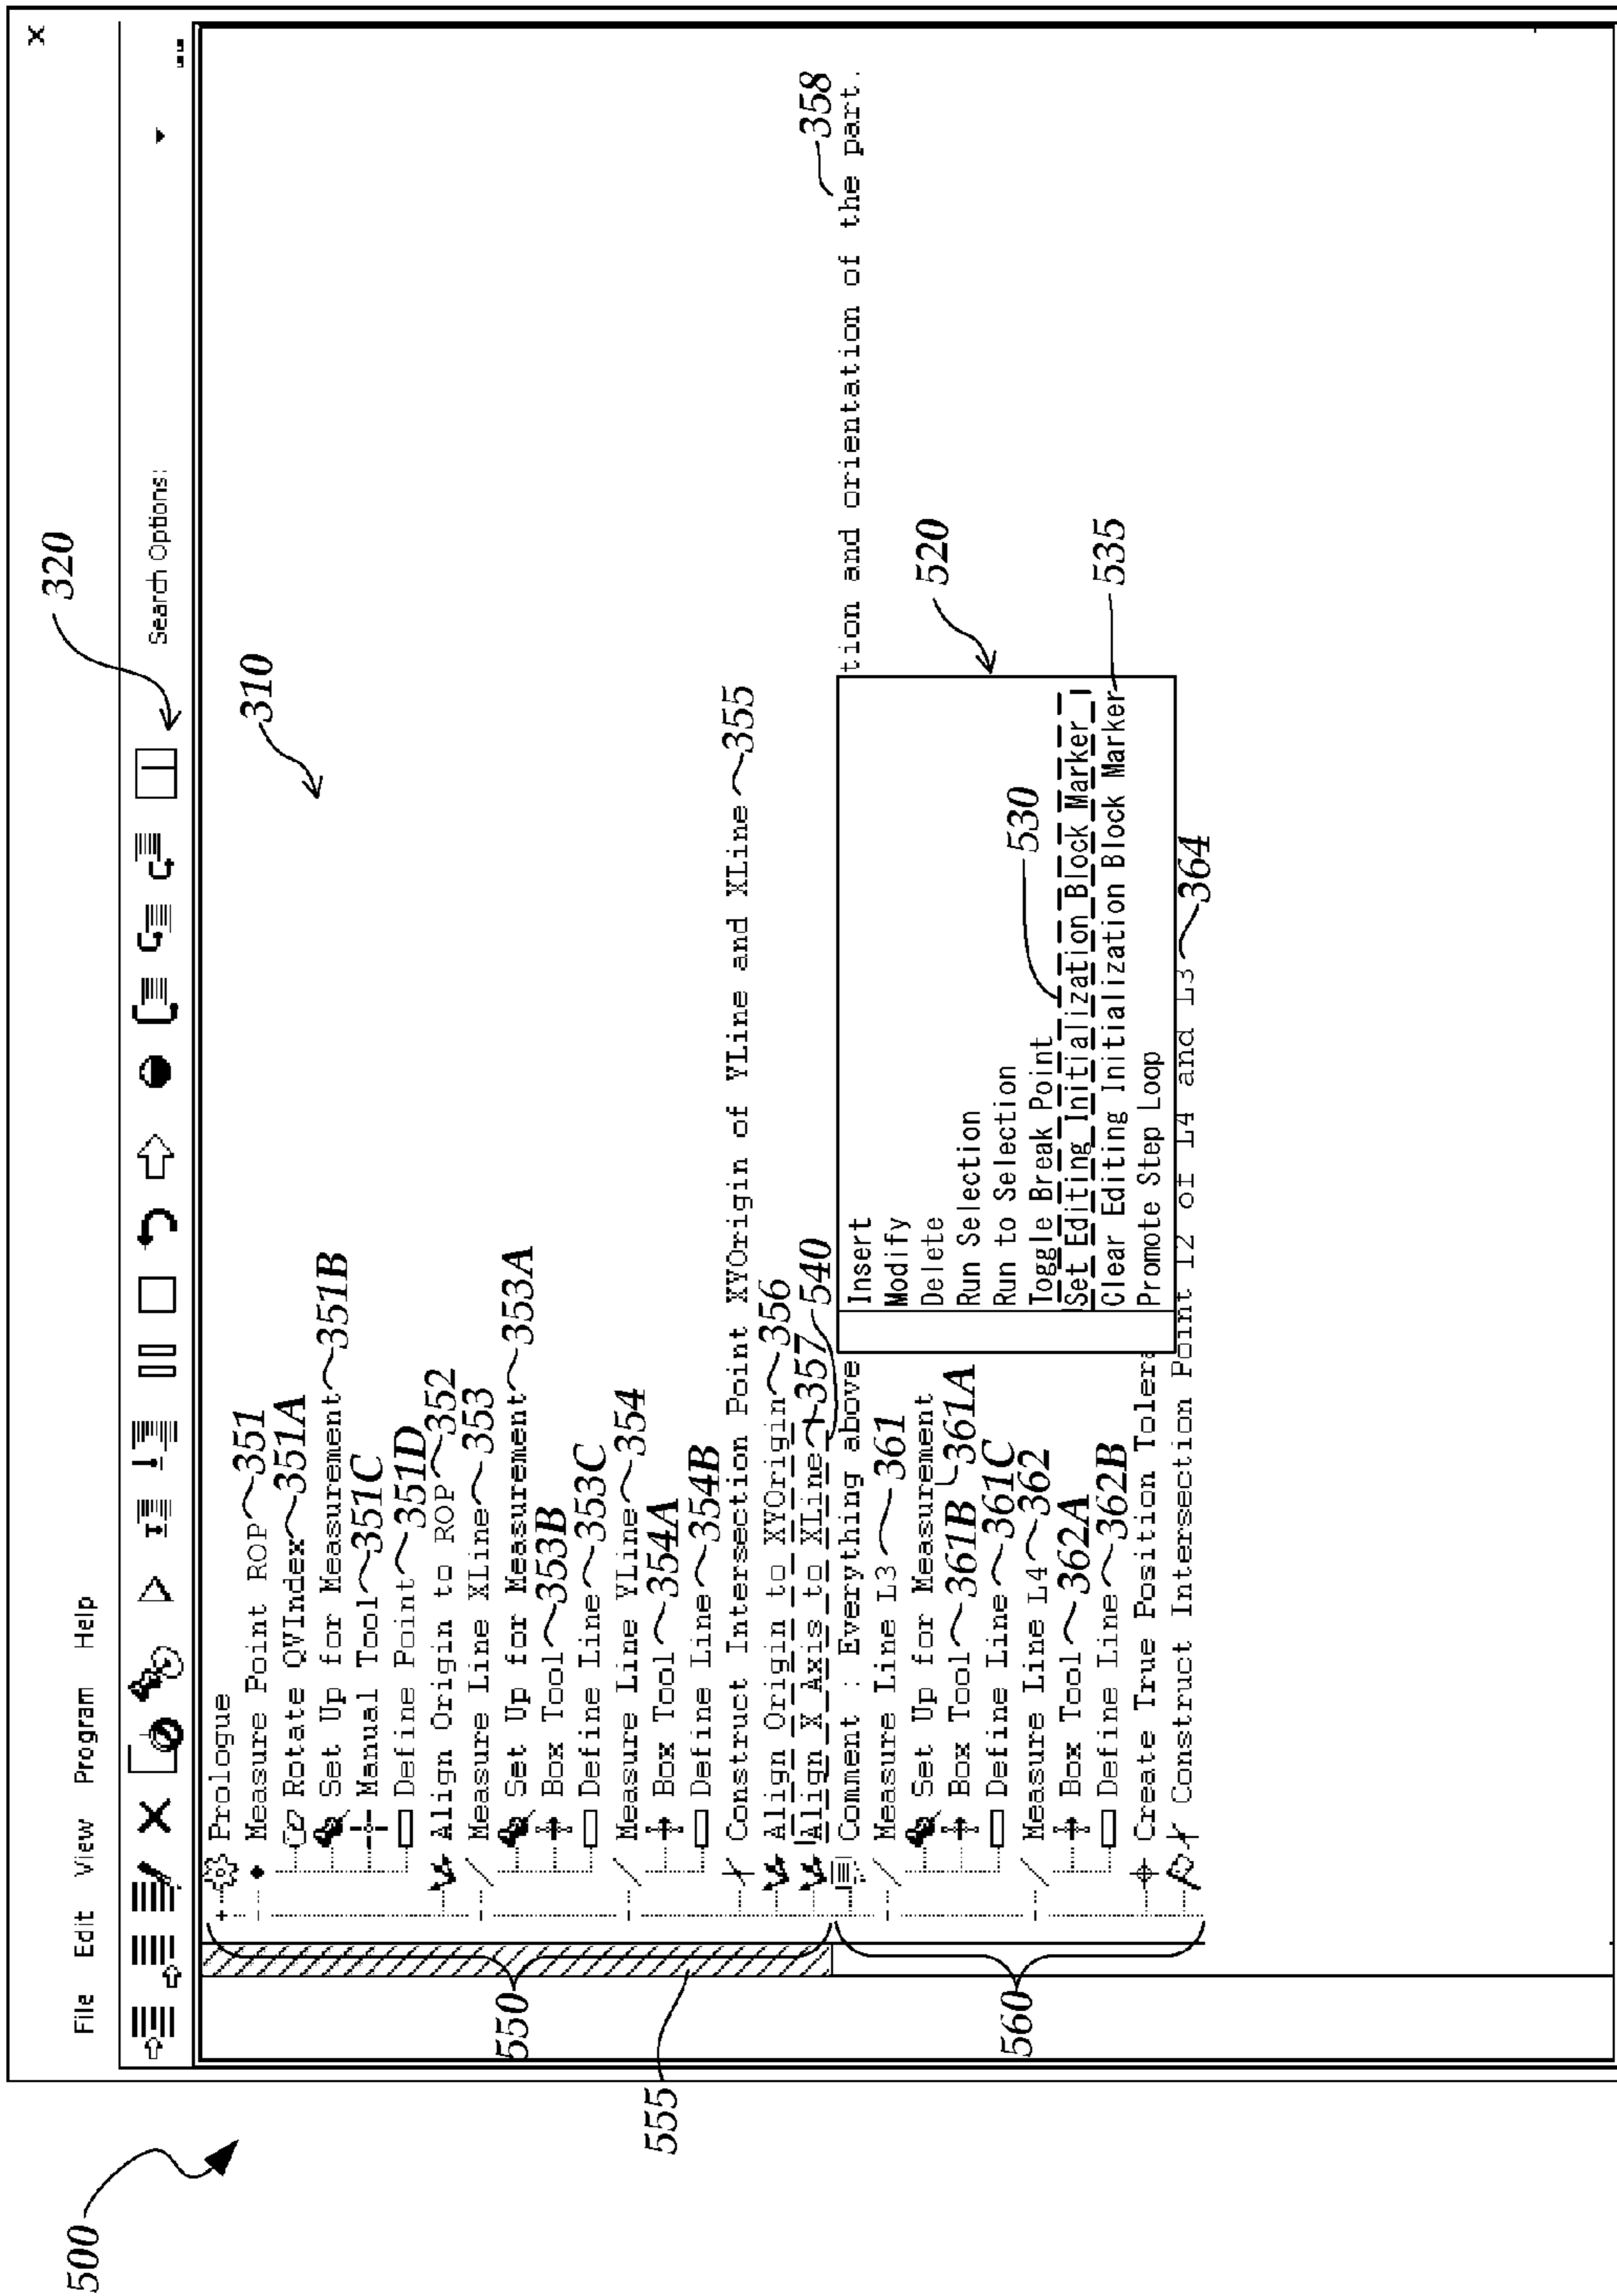 500
x
File Edit View Program Help
320
Search Options:
310
Prologue
Measure Point ROP 351
Rotate QVIndex 351A
Set Up for Measurement 351B
Manual Tool 351C
Define Point 351D
Align Origin to ROP 352
Measure Line XLine 353
Set Up for Measurement 353A
Box Tool 353B
Define Line 353C
Measure Line YLine 354
Box Tool 354A
Define Line 354B
Construct Intersection Point XYOrigin of YLine and XLine 355
Align Origin to XYOrigin 356
Align X Axis to XLine 357
540
Comment : Everything above tion and orientation of the part. 358
Measure Line L3 361
Set Up for Measurement 361A
Box Tool 361B
Define Line 361C
Measure Line L4 362
Box Tool 362A
Define Line 362B
Create True Position Tolera
Construct Intersection Point I2 of L4 and L3 364
Insert
Modify
Delete
Run Selection
Run to Selection
Toggle Break Point
Set Editing Initialization Block Marker
Clear Editing Initialization Block Marker
Promote Step Loop
520
530
535
550
555
560